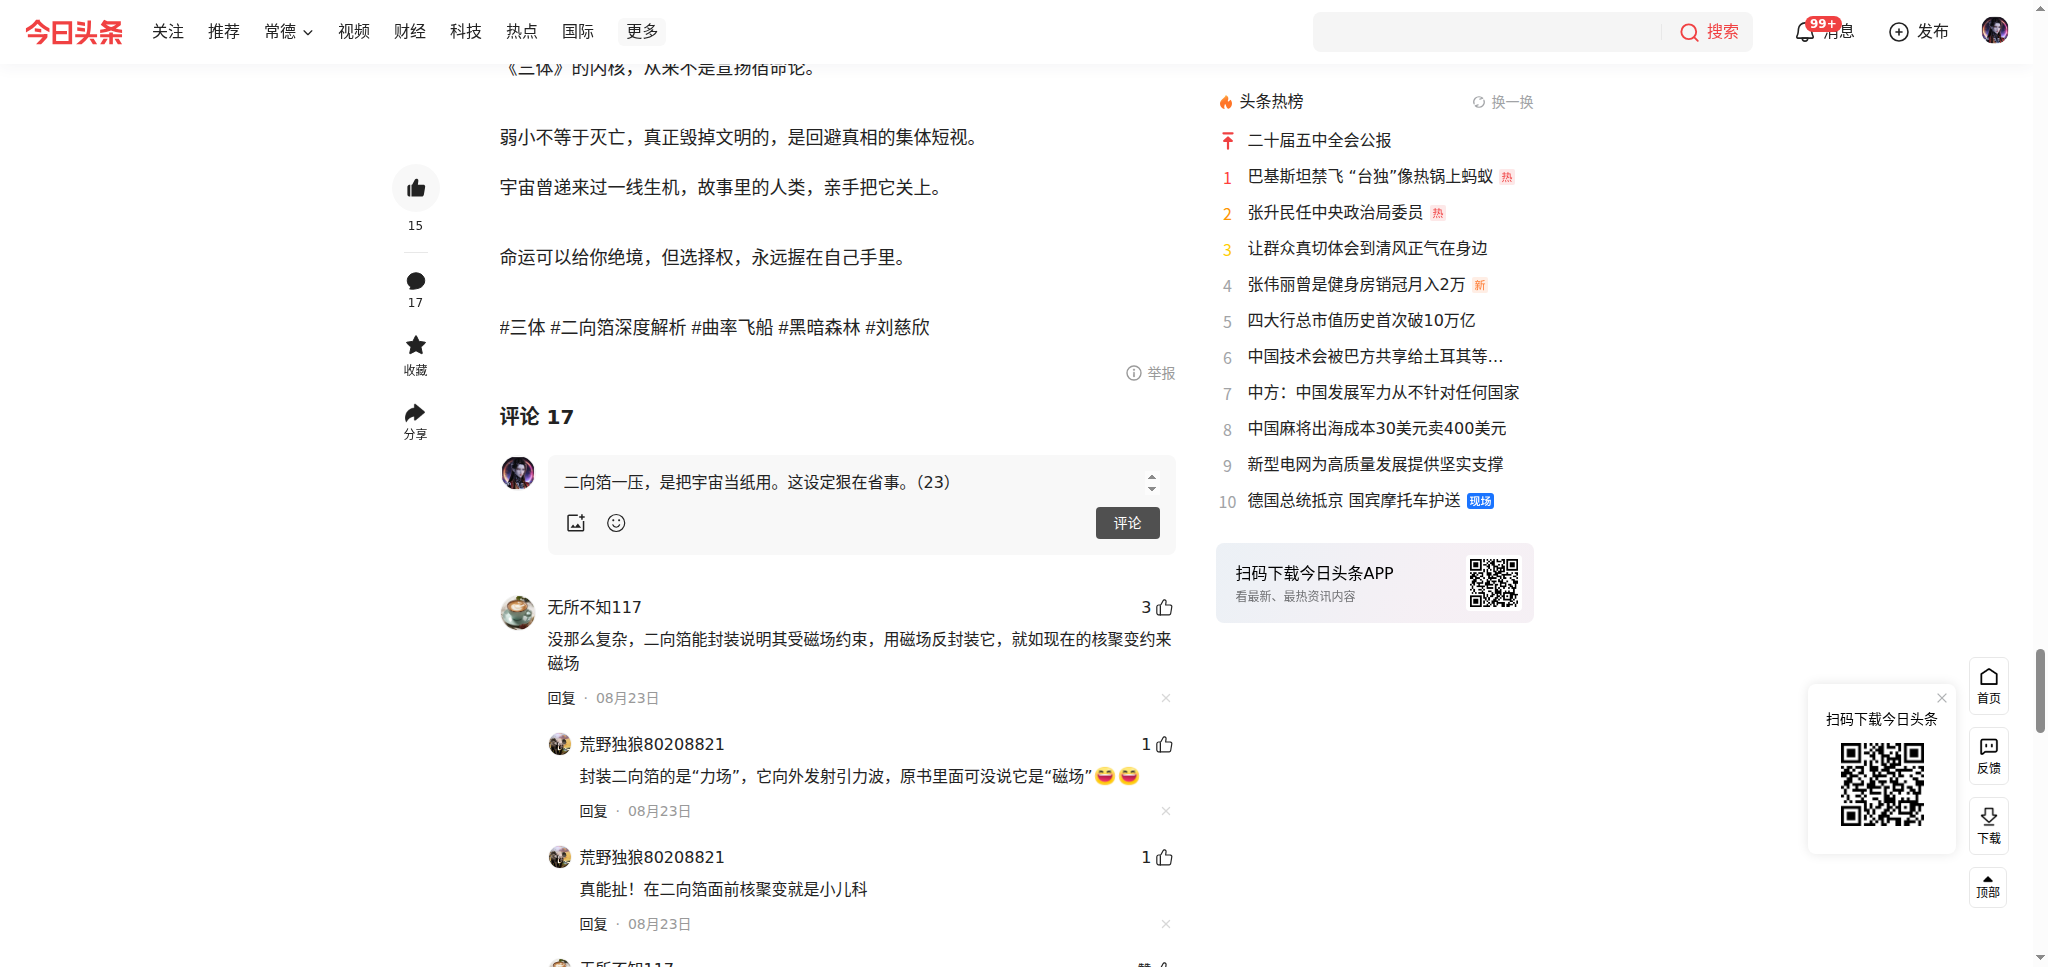 今日头条
关注
推荐
常德
视频
财经
科技
热点
国际
更多
搜索
99+
消息
发布
《三体》的内核，从来不是宣扬宿命论。
弱小不等于灭亡，真正毁掉文明的，是回避真相的集体短视。
宇宙曾递来过一线生机，故事里的人类，亲手把它关上。
命运可以给你绝境，但选择权，永远握在自己手里。
#三体 #二向箔深度解析 #曲率飞船 #黑暗森林 #刘慈欣
15
17
收藏
分享
举报
评论 17
二向箔一压，是把宇宙当纸用。这设定狠在省事。（23）
评论
无所不知117
3
没那么复杂，二向箔能封装说明其受磁场约束，用磁场反封装它，就如现在的核聚变约来
磁场
回复 · 08月23日
荒野独狼80208821
1
封装二向箔的是“力场”，它向外发射引力波，原书里面可没说它是“磁场”😆😆
回复 · 08月23日
荒野独狼80208821
1
真能扯！在二向箔面前核聚变就是小儿科
回复 · 08月23日
无所不知117
头条热榜
换一换
二十届五中全会公报
1 巴基斯坦禁飞 “台独”像热锅上蚂蚁 热
2 张升民任中央政治局委员 热
3 让群众真切体会到清风正气在身边
4 张伟丽曾是健身房销冠月入2万 新
5 四大行总市值历史首次破10万亿
6 中国技术会被巴方共享给土耳其等...
7 中方：中国发展军力从不针对任何国家
8 中国麻将出海成本30美元卖400美元
9 新型电网为高质量发展提供坚实支撑
10 德国总统抵京 国宾摩托车护送 现场
扫码下载今日头条APP
看最新、最热资讯内容
扫码下载今日头条
首页
反馈
下载
顶部